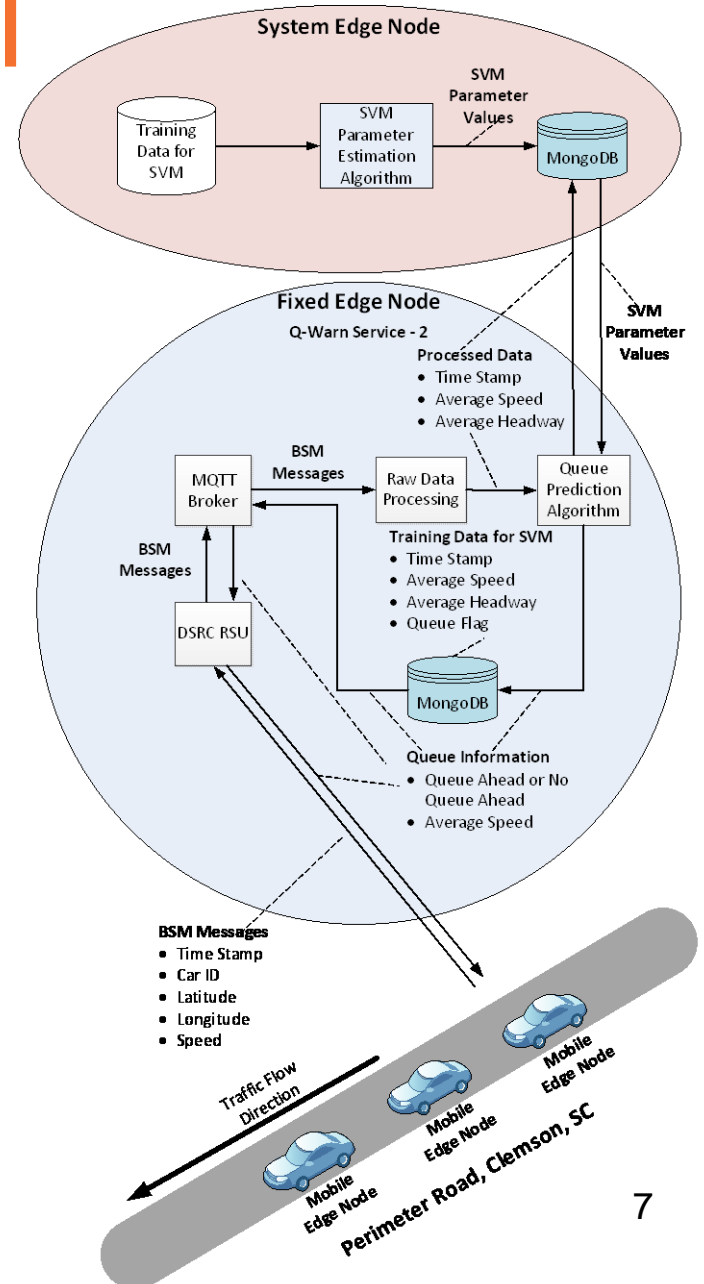 System Edge Node
Training
Data for
SVM
SVM
Parameter
Estimation
Algorithm
SVM
Parameter
Values
MongoDB
Fixed Edge Node
Q-Warn Service - 2
SVM
Parameter
Values
Processed Data
• Time Stamp
• Average Speed
• Average Headway
MQTT
Broker
BSM
Messages
Raw Data
Processing
Queue
Prediction
Algorithm
BSM
Messages
Training Data for SVM
• Time Stamp
• Average Speed
• Average Headway
• Queue Flag
DSRC RSU
MongoDB
Queue Information
• Queue Ahead or No
Queue Ahead
• Average Speed
BSM Messages
• Time Stamp
• Car ID
• Latitude
• Longitude
• Speed
Traffic Flow
Direction
Mobile
Edge Node
Mobile
Edge Node
Mobile
Edge Node
Perimeter Road, Clemson, SC
7